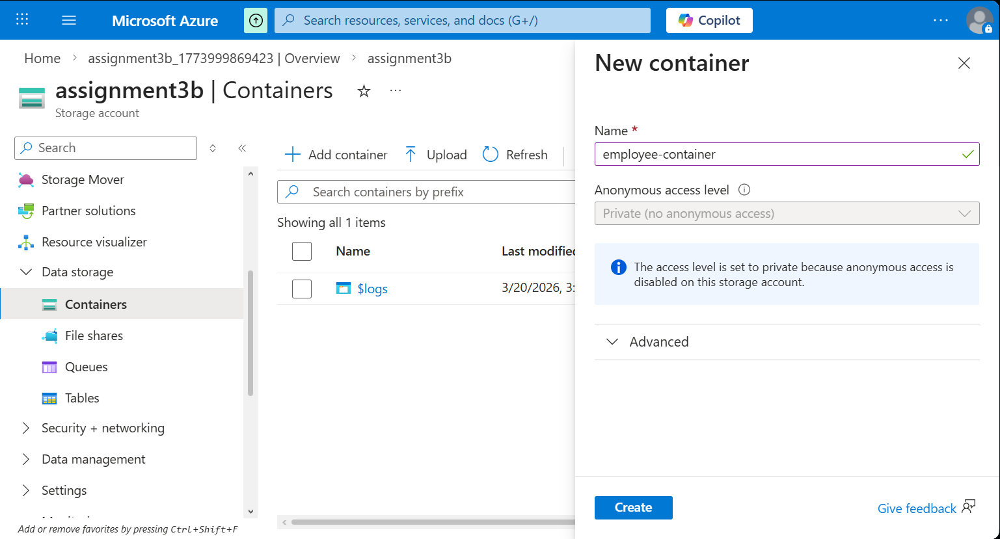 Microsoft Azure
Search resources, services, and docs (G+/)
Copilot
Home > assignment3b_1773999869423 | Overview > assignment3b
assignment3b | Containers
Storage account
Search
Storage Mover
Partner solutions
Resource visualizer
Data storage
Containers
File shares
Queues
Tables
Security + networking
Data management
Settings
Add or remove favorites by pressing Ctrl+Shift+F
Add container
Upload
Refresh
Search containers by prefix
Showing all 1 items
Name
Last modified
$logs
3/20/2026, 3:
New container
Name *
employee-container
Anonymous access level
Private (no anonymous access)
The access level is set to private because anonymous access is
disabled on this storage account.
Advanced
Create
Give feedback